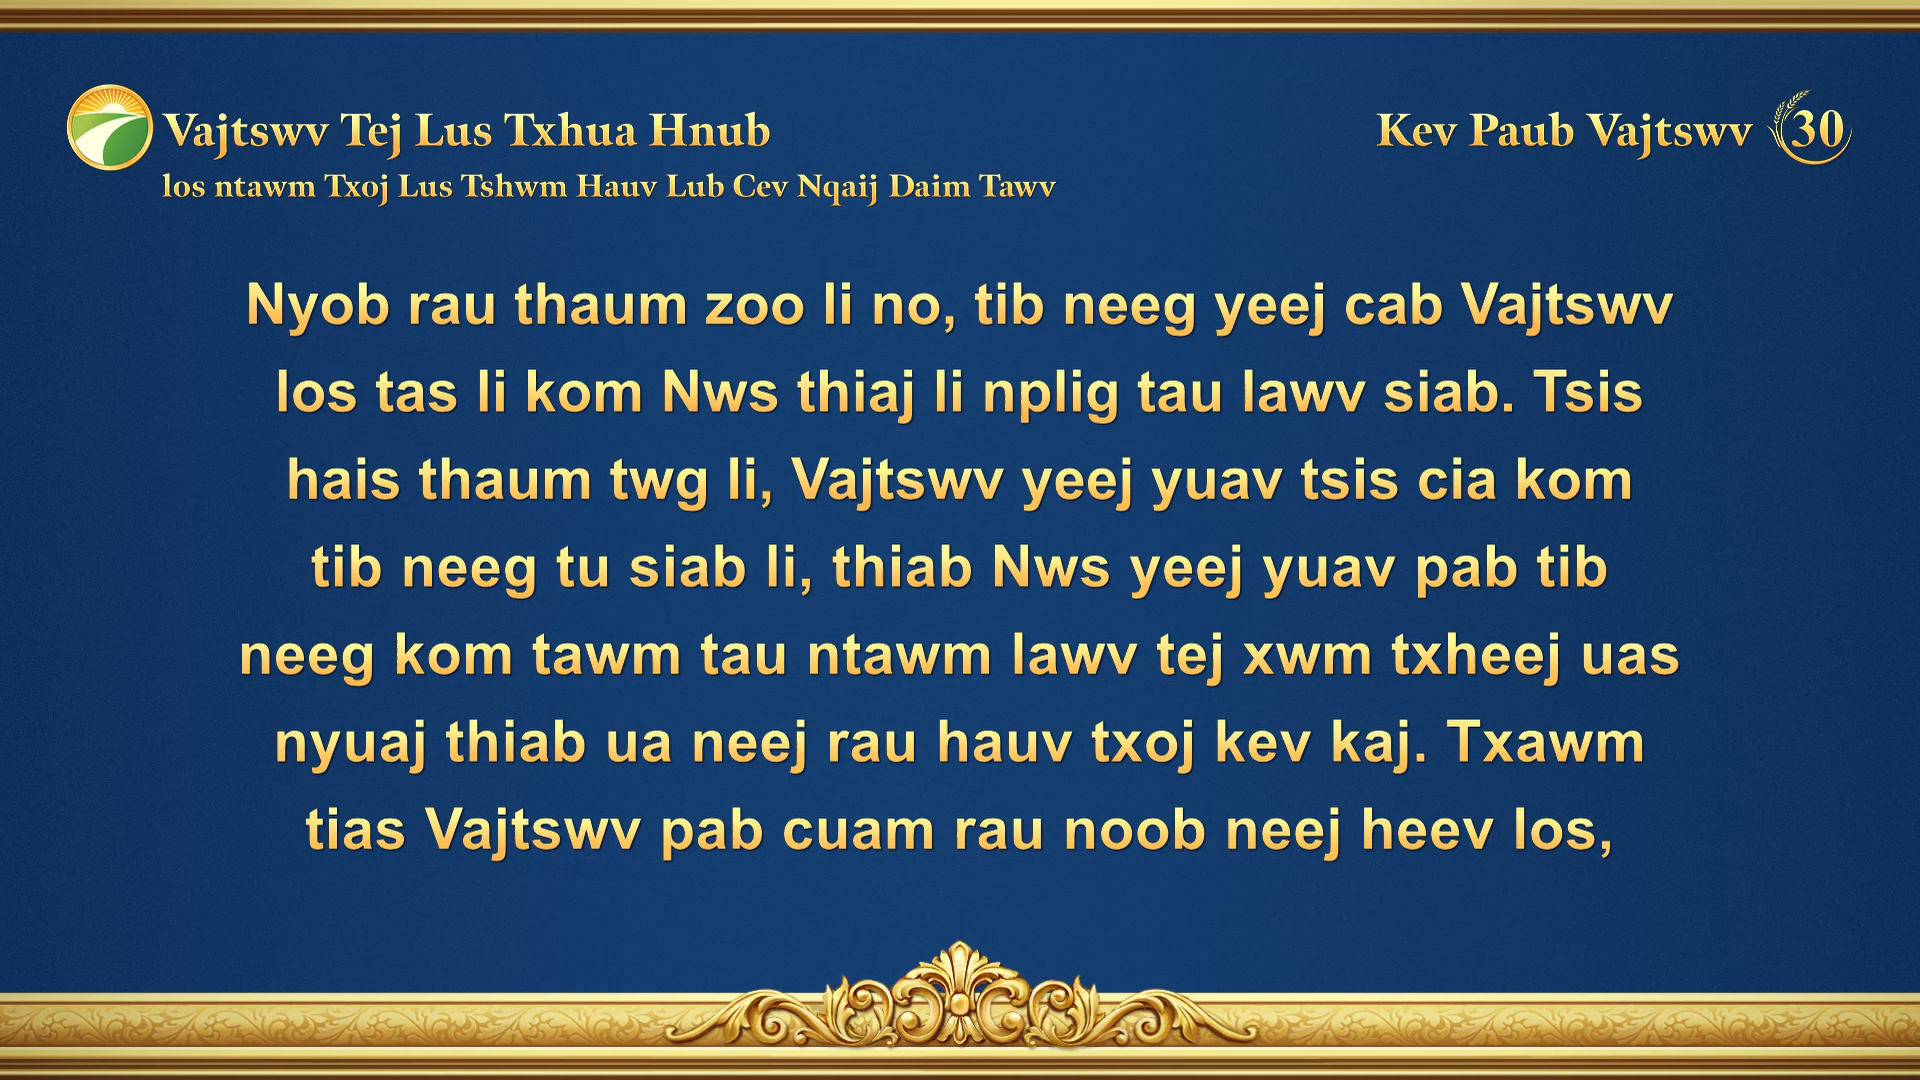 Vajtswv Tej Lus Txhua Hnub
los ntawm Txoj Lus Tshwm Hauv Lub Cev Nqaij Daim Tawv
Kev Paub Vajtswv 30
Nyob rau thaum zoo li no, tib neeg yeej cab Vajtswv
los tas li kom Nws thiaj li nplig tau lawv siab. Tsis
hais thaum twg li, Vajtswv yeej yuav tsis cia kom
tib neeg tu siab li, thiab Nws yeej yuav pab tib
neeg kom tawm tau ntawm lawv tej xwm txheej uas
nyuaj thiab ua neej rau hauv txoj kev kaj. Txawm
tias Vajtswv pab cuam rau noob neej heev los,